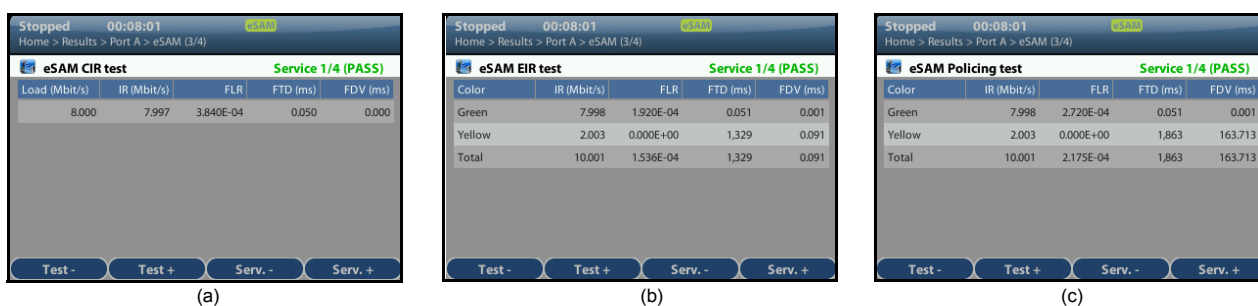 Stopped 00:08:01 eSAM
Home > Results > Port A > eSAM (3/4)
eSAM CIR test Service 1/4 (PASS)
Load (Mbit/s) IR (Mbit/s) FLR FTD (ms) FDV (ms)
8.000 7.997 3.840E-04 0.050 0.000
Test - Test + Serv. - Serv. +
(a)
Stopped 00:08:01 eSAM
Home > Results > Port A > eSAM (3/4)
eSAM EIR test Service 1/4 (PASS)
Color IR (Mbit/s) FLR FTD (ms) FDV (ms)
Green 7.998 1.920E-04 0.051 0.001
Yellow 2.003 0.000E+00 1,329 0.091
Total 10.001 1.536E-04 1,329 0.091
Test - Test + Serv. - Serv. +
(b)
Stopped 00:08:01 eSAM
Home > Results > Port A > eSAM (3/4)
eSAM Policing test Service 1/4 (PASS)
Color IR (Mbit/s) FLR FTD (ms) FDV (ms)
Green 7.998 2.720E-04 0.051 0.001
Yellow 2.003 0.000E+00 1,863 163.713
Total 10.001 2.175E-04 1,863 163.713
Test - Test + Serv. - Serv. +
(c)